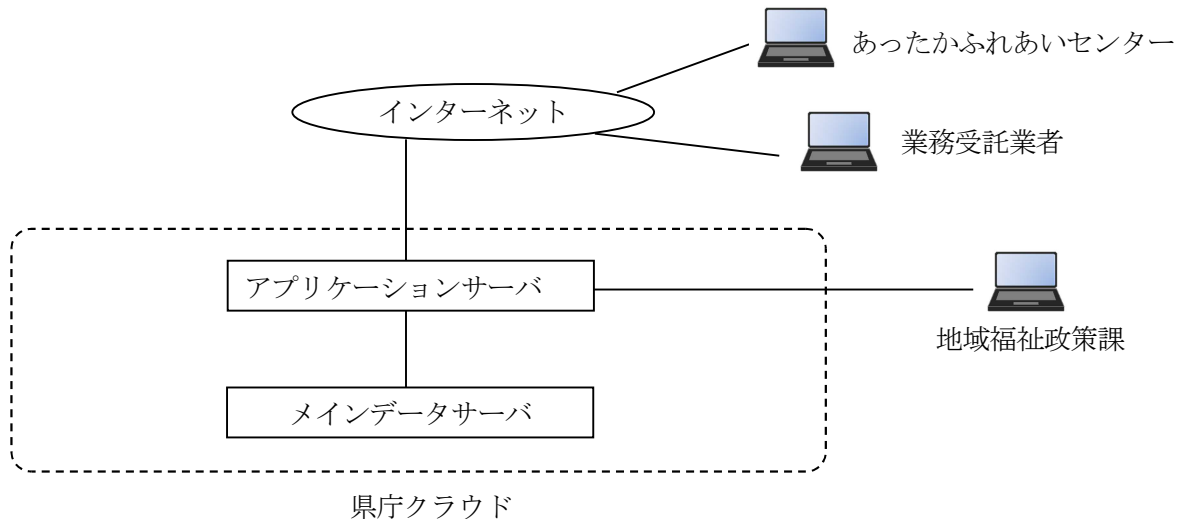 あったかふれあいセンター
インターネット
業務受託業者
アプリケーションサーバ
地域福祉政策課
メインデータサーバ
県庁クラウド